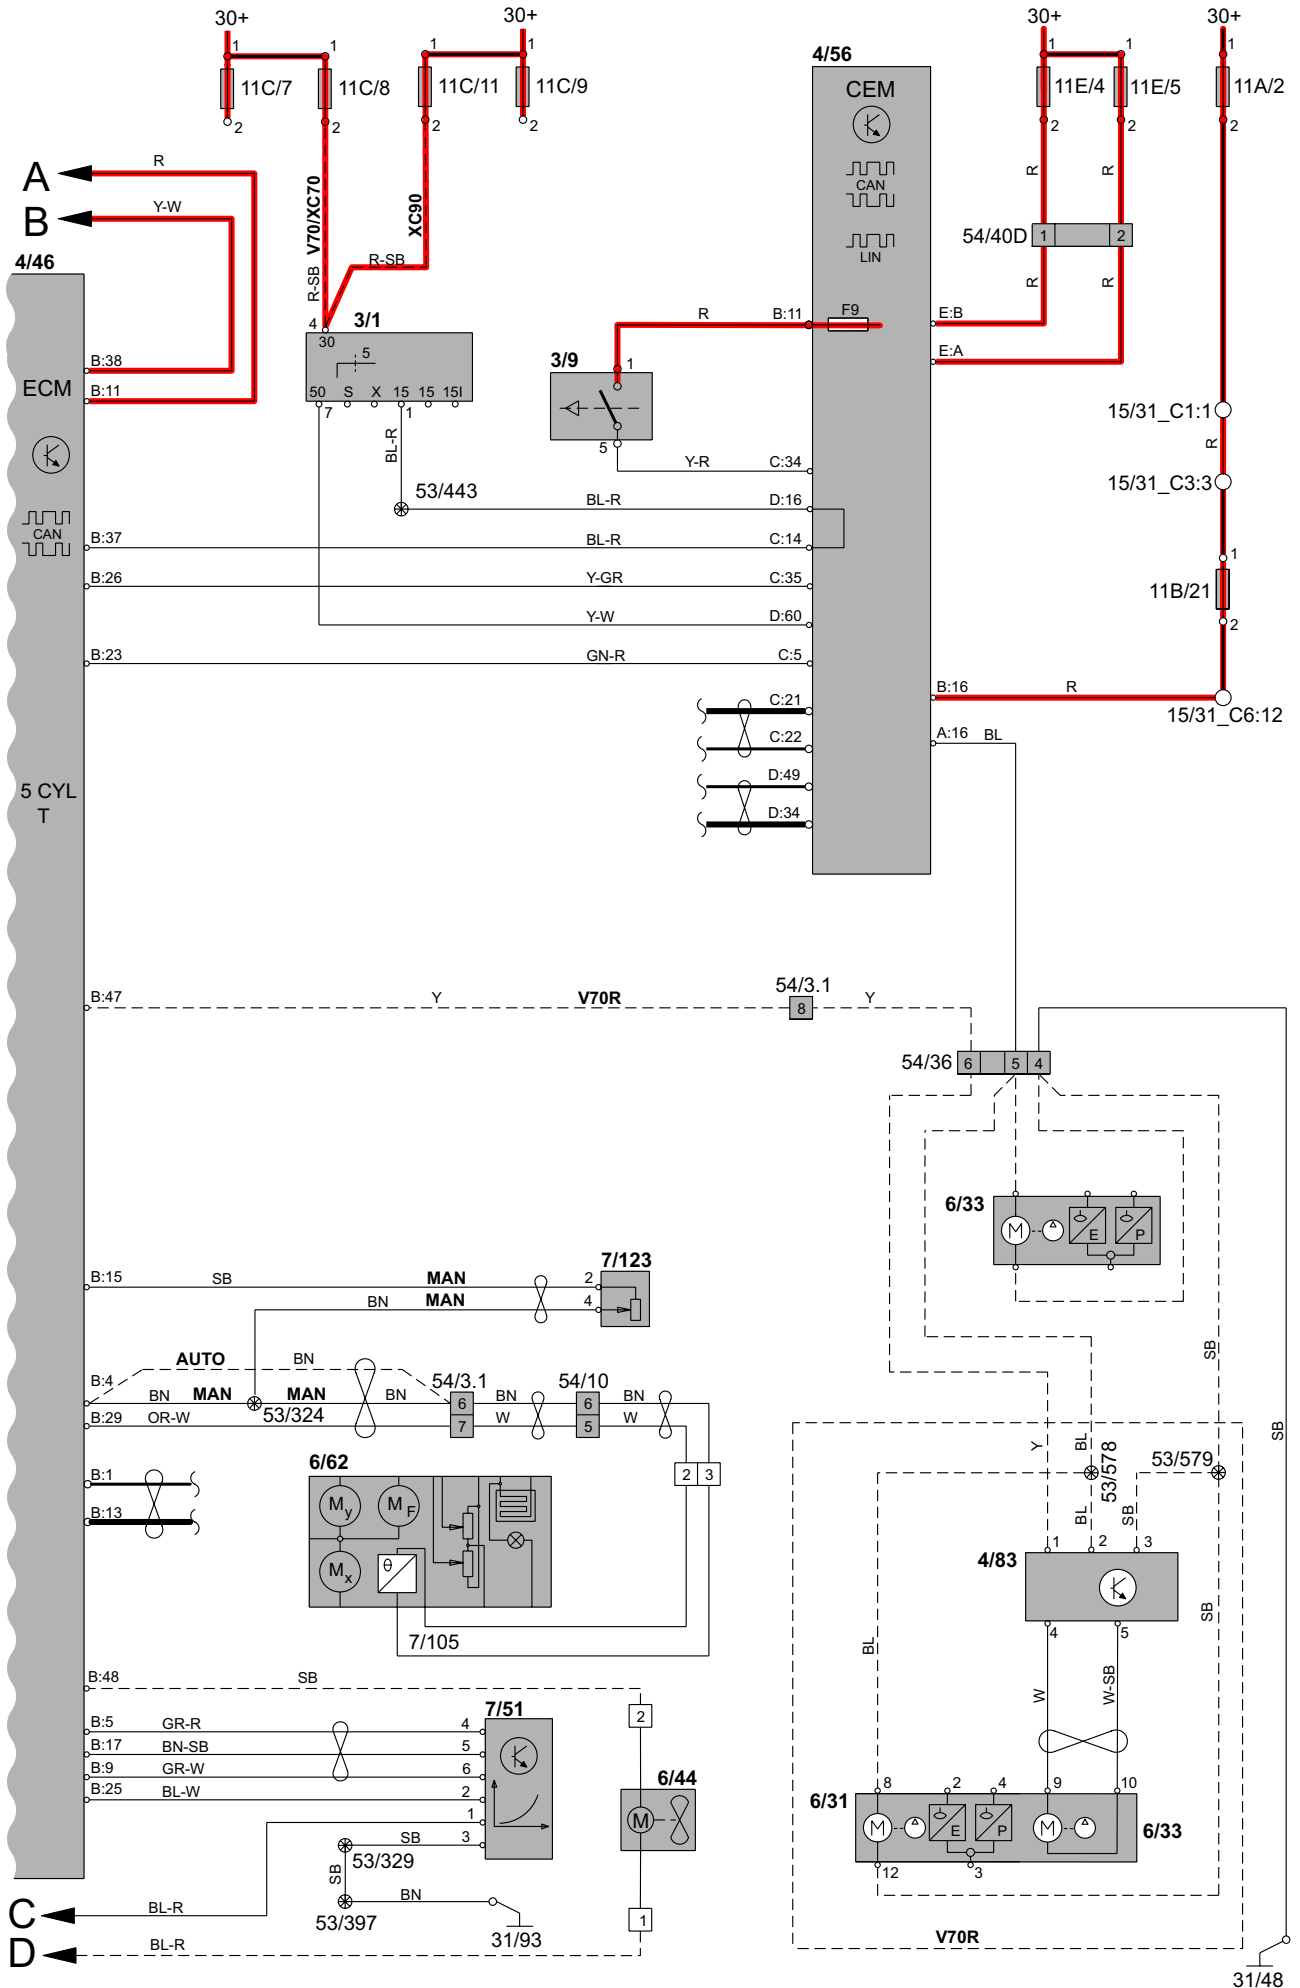 30+ 30+ 30+ 30+
1 1 1 1 4/56 1 1 1
11C/7 11C/8 11C/11 11C/9 CEM 11E/4 11E/5 11A/2
2 2 2 2 2 2 2
CAN
LIN
A R
B Y-W
V70/XC70 XC90
R-SB R-SB
R R
54/40D 1 2
R R
4/46
4 3/1
30
5
50 S X 15 15 15I
7 1
R B:11 F9 E:B
3/9 1 E:A
5
B:38
ECM
B:11
BL-R
15/31_C1:1
R
Y-R C:34
15/31_C3:3
53/443 BL-R D:16
CAN
B:37 BL-R C:14
1
B:26 Y-GR C:35
11B/21
Y-W D:60
2
B:23 GN-R C:5
B:16 R
C:21
15/31_C6:12
C:22 A:16 BL
D:49
5 CYL
T
D:34
54/3.1
B:47 Y V70R 8 Y
54/36 6 5 4
6/33
M E P
7/123
B:15 SB MAN 2
BN MAN 4
SB
AUTO BN
B:4 54/3.1 54/10
BN MAN MAN BN 6 BN 6 BN
53/324
B:29 OR-W 7 W 5 W
SB
Y BL 53/578 53/579
6/62 2 3
B:1
My MF
B:13
BL SB
1 2 3
4/83
Mx θ
SB
4 5
7/105
BL
B:48 SB
W W-SB
7/51 2
B:5 GR-R 4
B:17 BN-SB 5
B:9 GR-W 6
6/44
B:25 BL-W 2
8 2 4 9 10
6/31
1
M
M E P M
6/33
SB 3
53/329
12 3
SB
BN
C BL-R
53/397 31/93
1
D BL-R
V70R
31/48